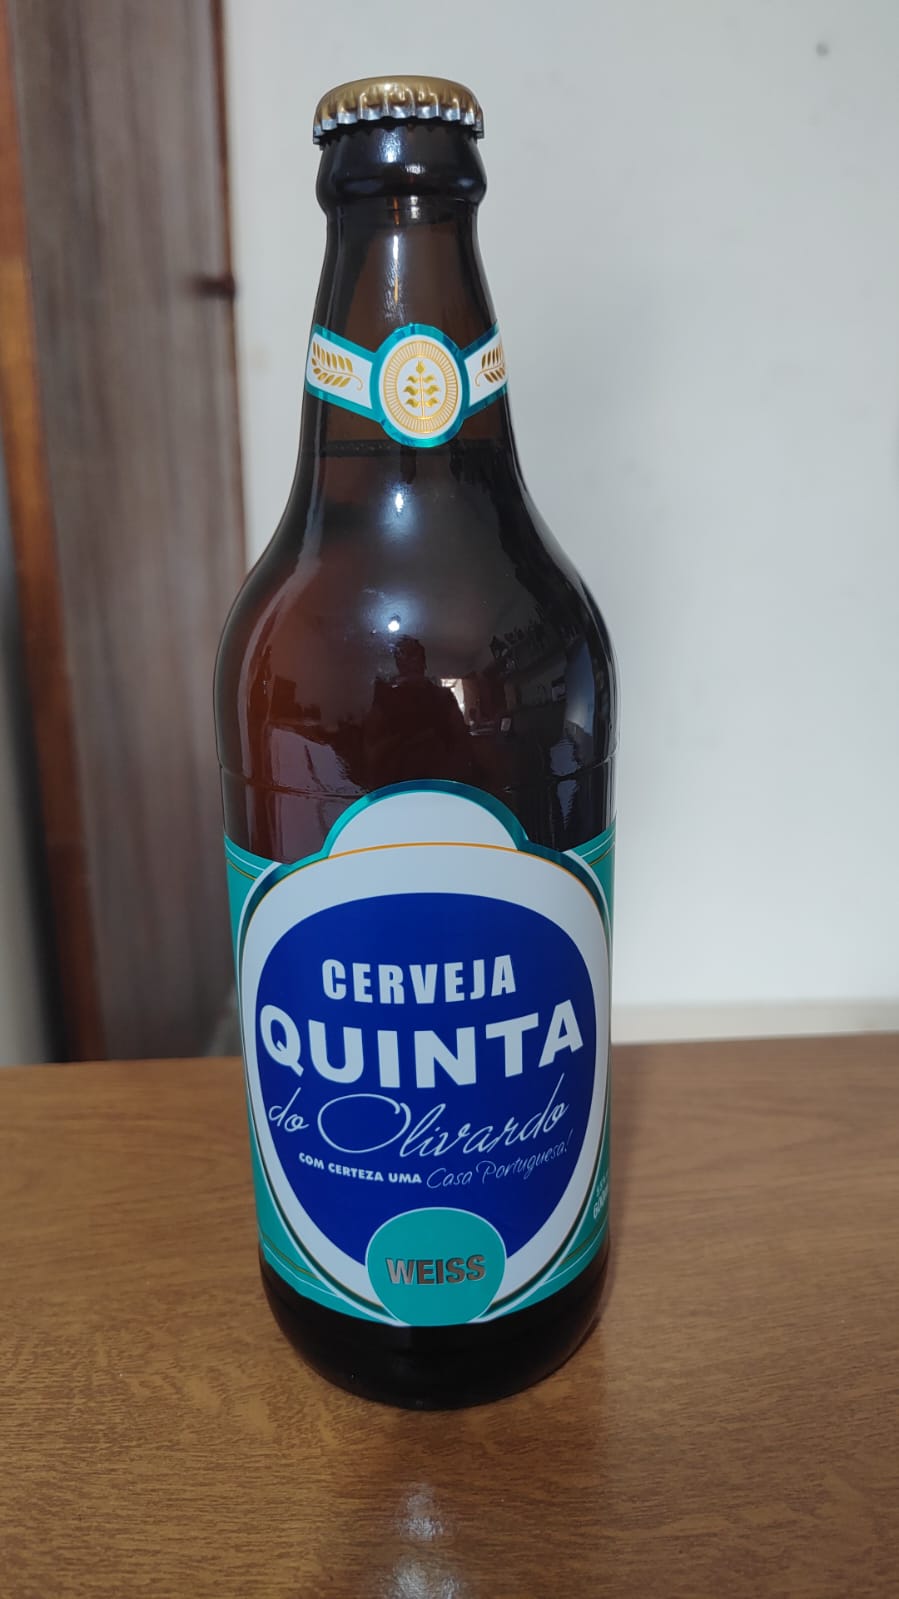 CERVEJA
QUINTA
do Olivardo
COM CERTEZA UMA Casa Portuguesa!
WEISS